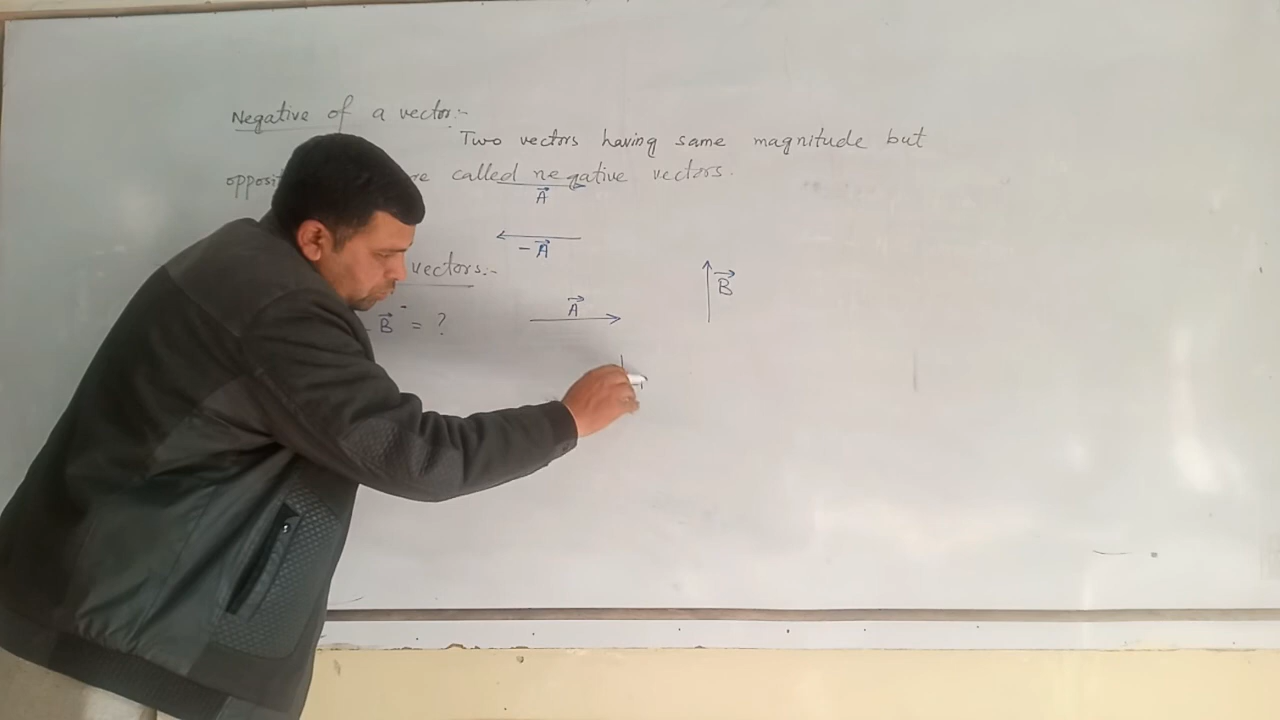 Negative of a vector:-
Two vectors having same magnitude but
called negative vectors.
A⃗
-A⃗
vectors:-
A⃗
B⃗
B⃗ = ?